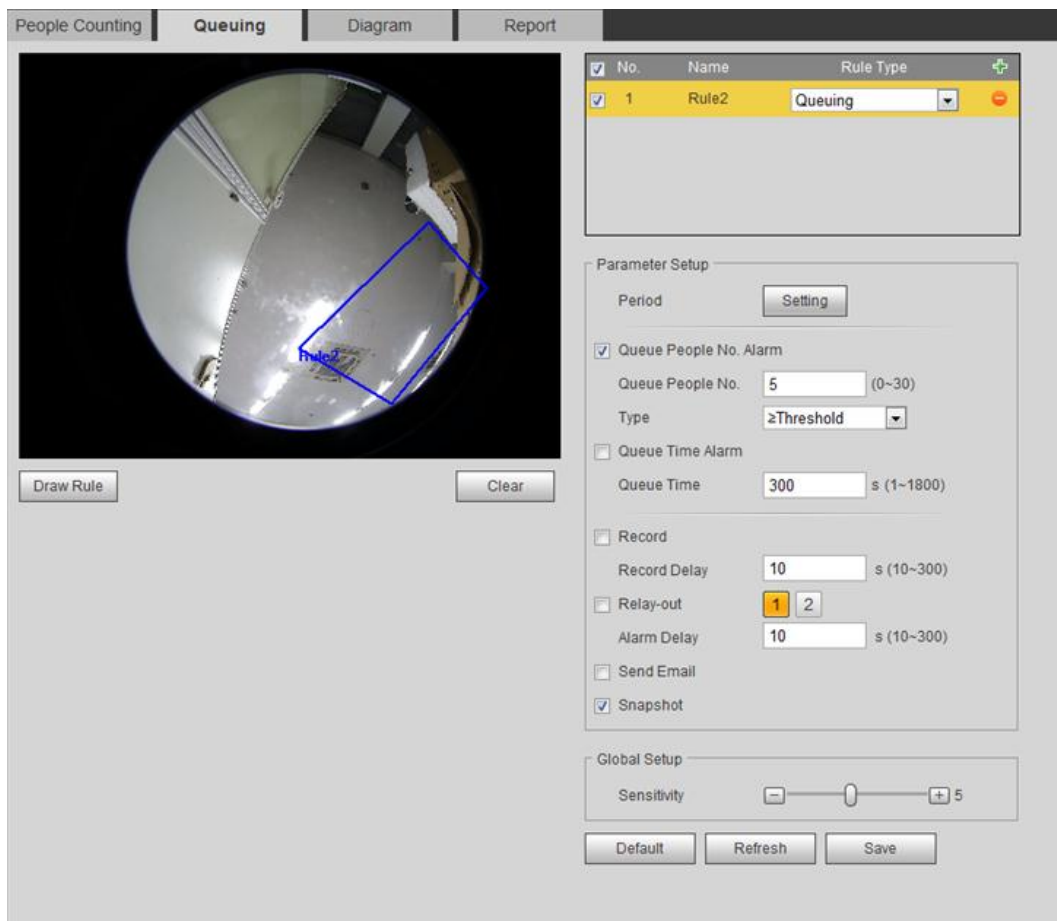 People Counting Queuing Diagram Report
No. Name Rule Type
1 Rule2 Queuing
Rule2
Draw Rule Clear
Parameter Setup
Period Setting
Queue People No. Alarm
Queue People No. 5 (0~30)
Type ≥Threshold
Queue Time Alarm
Queue Time 300 s (1~1800)
Record
Record Delay 10 s (10~300)
Relay-out 1 2
Alarm Delay 10 s (10~300)
Send Email
Snapshot
Global Setup
Sensitivity 5
Default Refresh Save